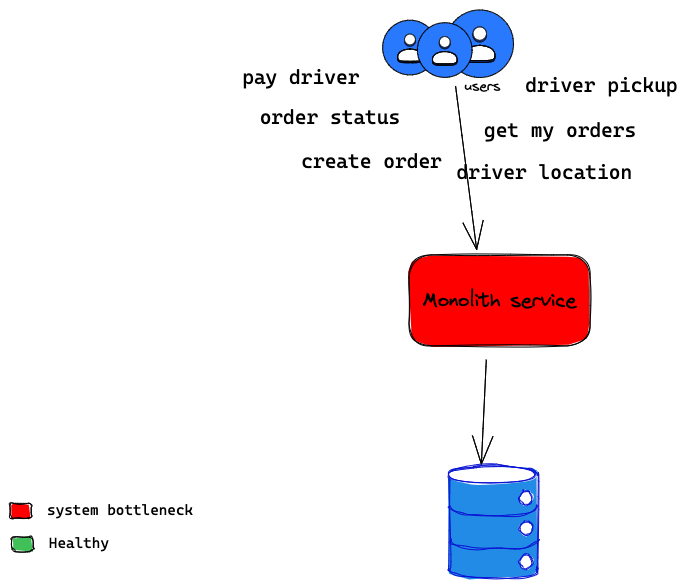 pay driver
users
driver pickup
order status
get my orders
create order
driver location
Monolith service
system bottleneck
Healthy